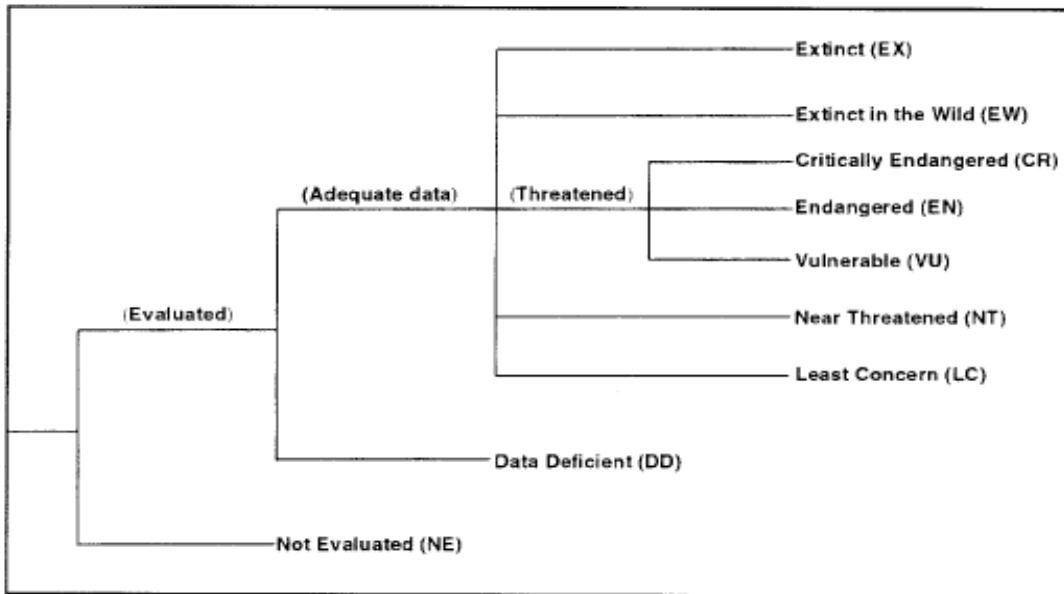 Extinct (EX)
Extinct in the Wild (EW)
Critically Endangered (CR)
(Adequate data)
(Threatened)
Endangered (EN)
Vulnerable (VU)
(Evaluated)
Near Threatened (NT)
Least Concern (LC)
Data Deficient (DD)
Not Evaluated (NE)